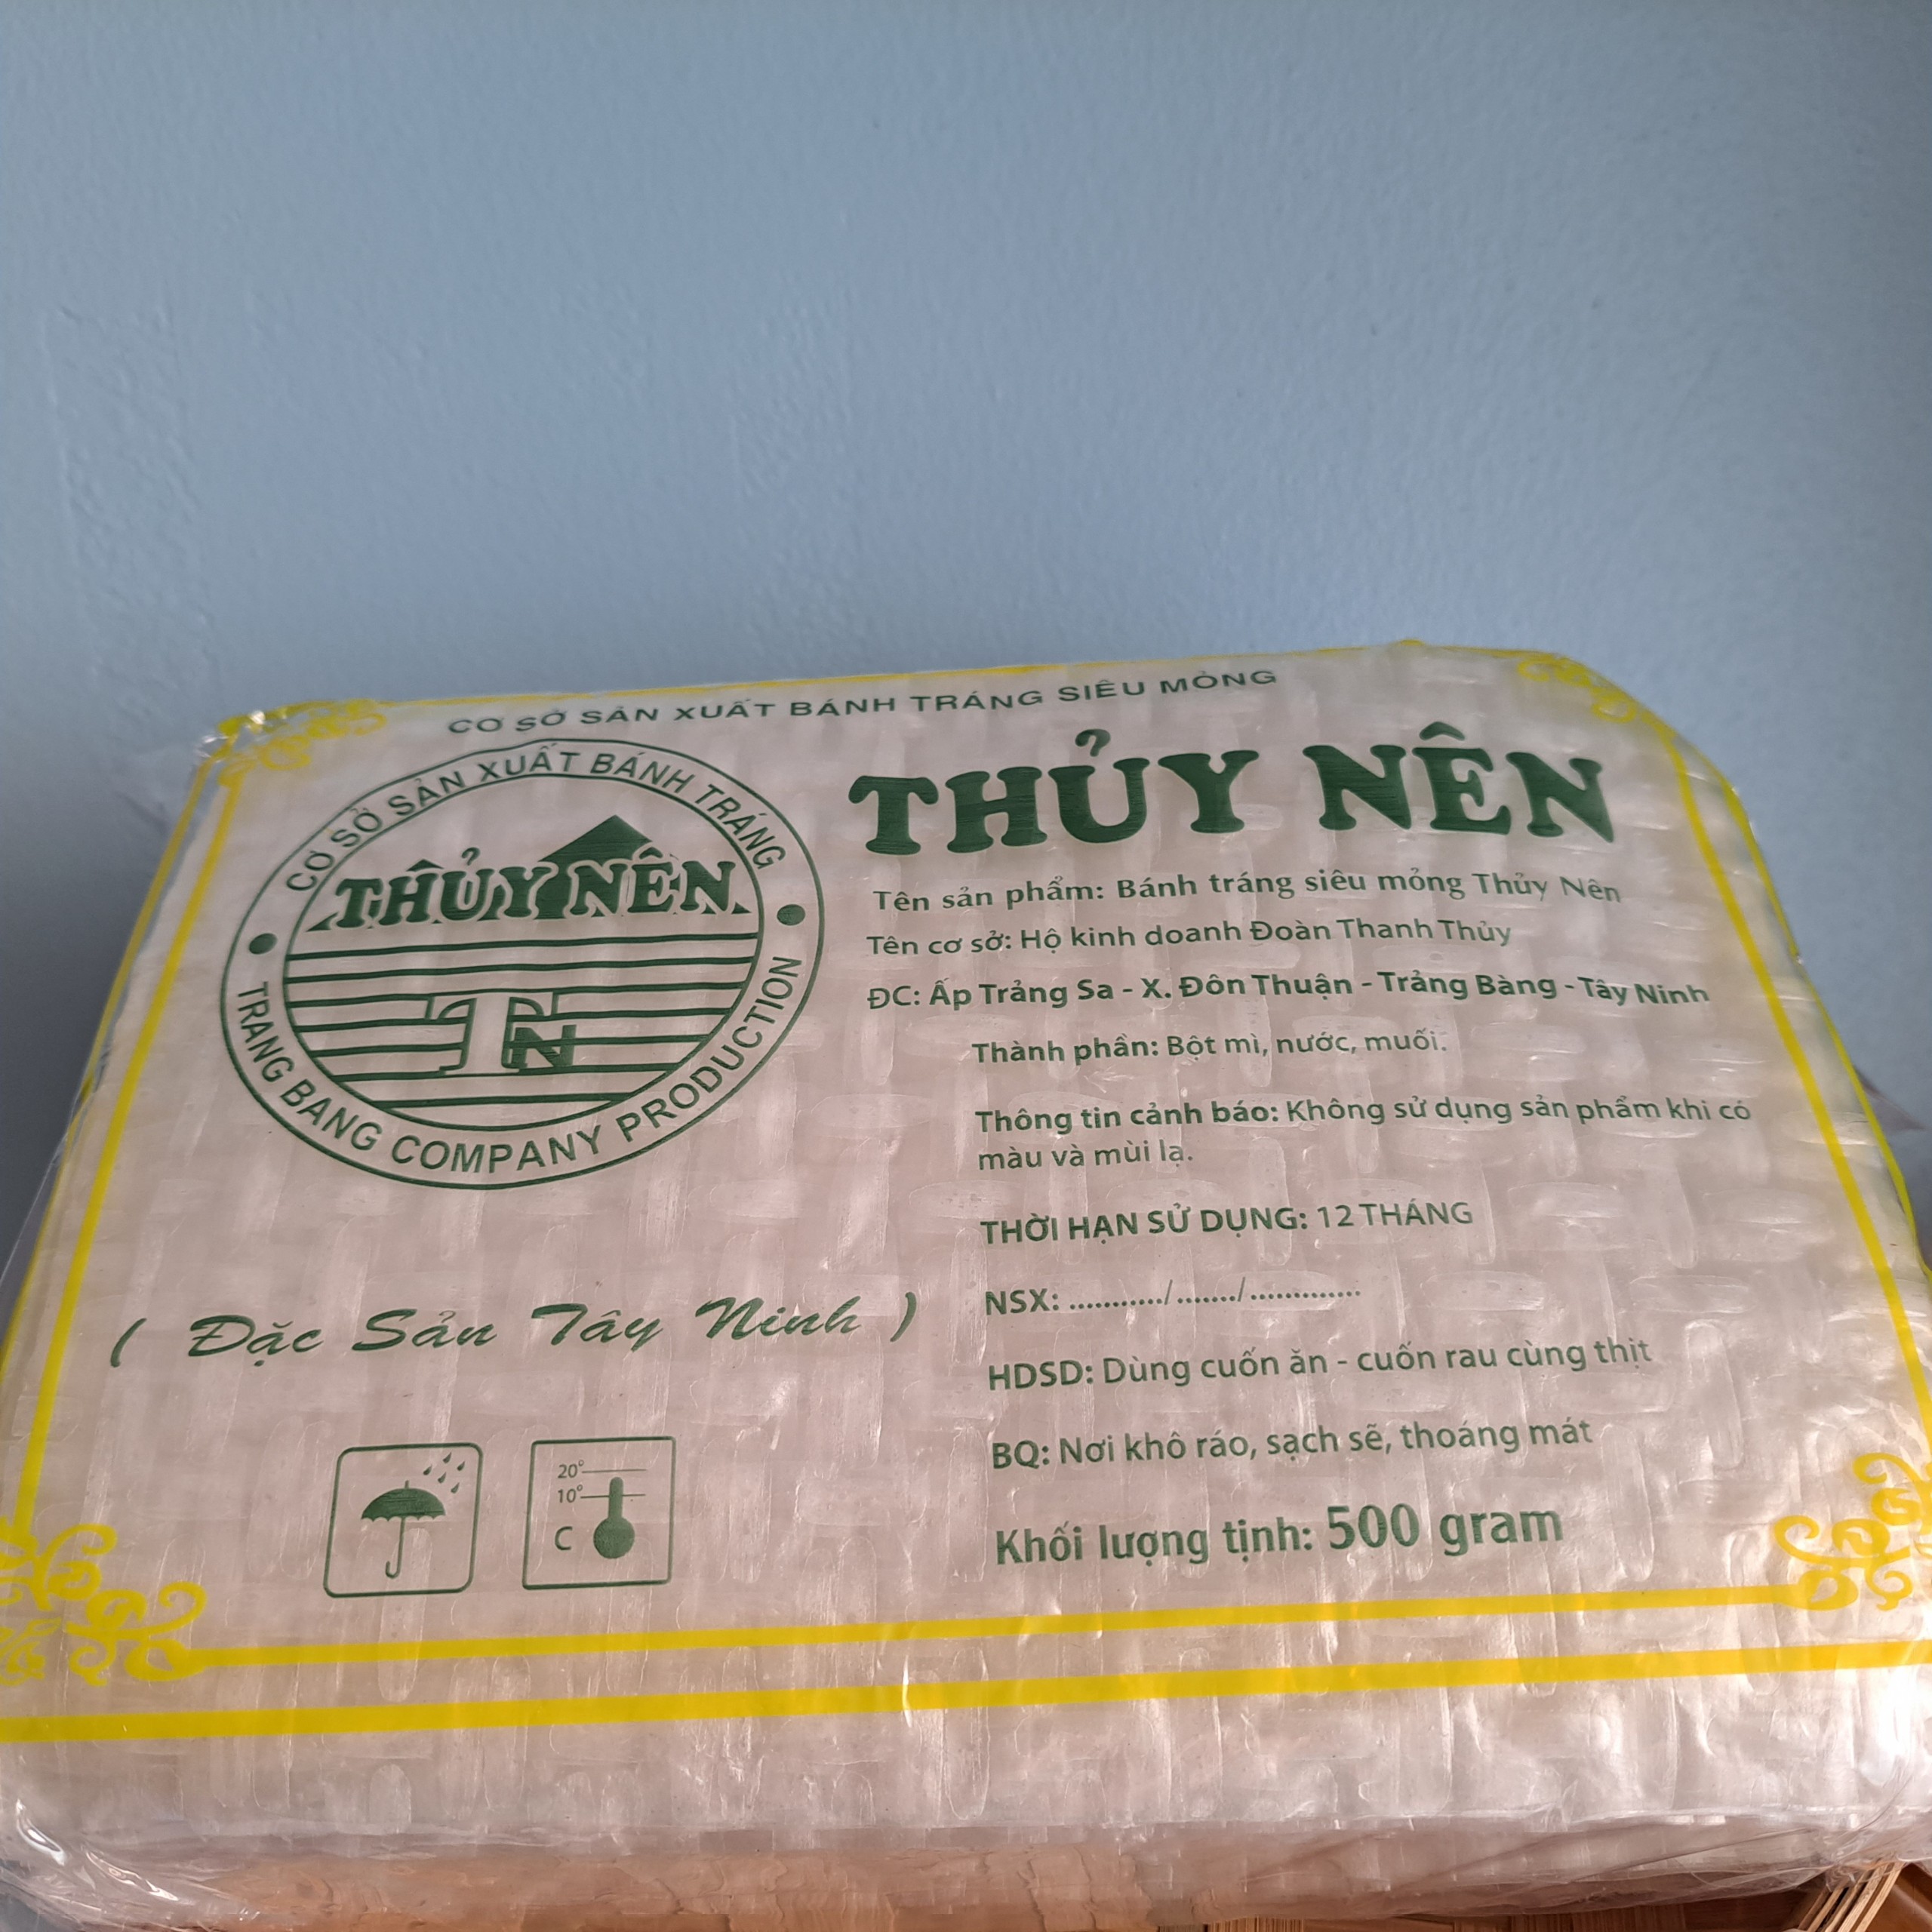 CƠ SỞ SẢN XUẤT BÁNH TRÁNG SIÊU MỎNG
CƠ SỞ SẢN XUẤT BÁNH TRÁNG
THỦY NÊN
TN
TRANG BANG COMPANY PRODUCTION
THỦY NÊN
Tên sản phẩm: Bánh tráng siêu mỏng Thủy Nên
Tên cơ sở: Hộ kinh doanh Đoàn Thanh Thủy
ĐC: Ấp Trảng Sa - X. Đôn Thuận - Trảng Bàng - Tây Ninh
Thành phần: Bột mì, nước, muối.
Thông tin cảnh báo: Không sử dụng sản phẩm khi có
màu và mùi lạ.
THỜI HẠN SỬ DỤNG: 12 THÁNG
NSX: ............/......./.............
HDSD: Dùng cuốn ăn - cuốn rau cùng thịt
BQ: Nơi khô ráo, sạch sẽ, thoáng mát
Khối lượng tịnh: 500 gram
( Đặc Sản Tây Ninh )
20°
10°
C